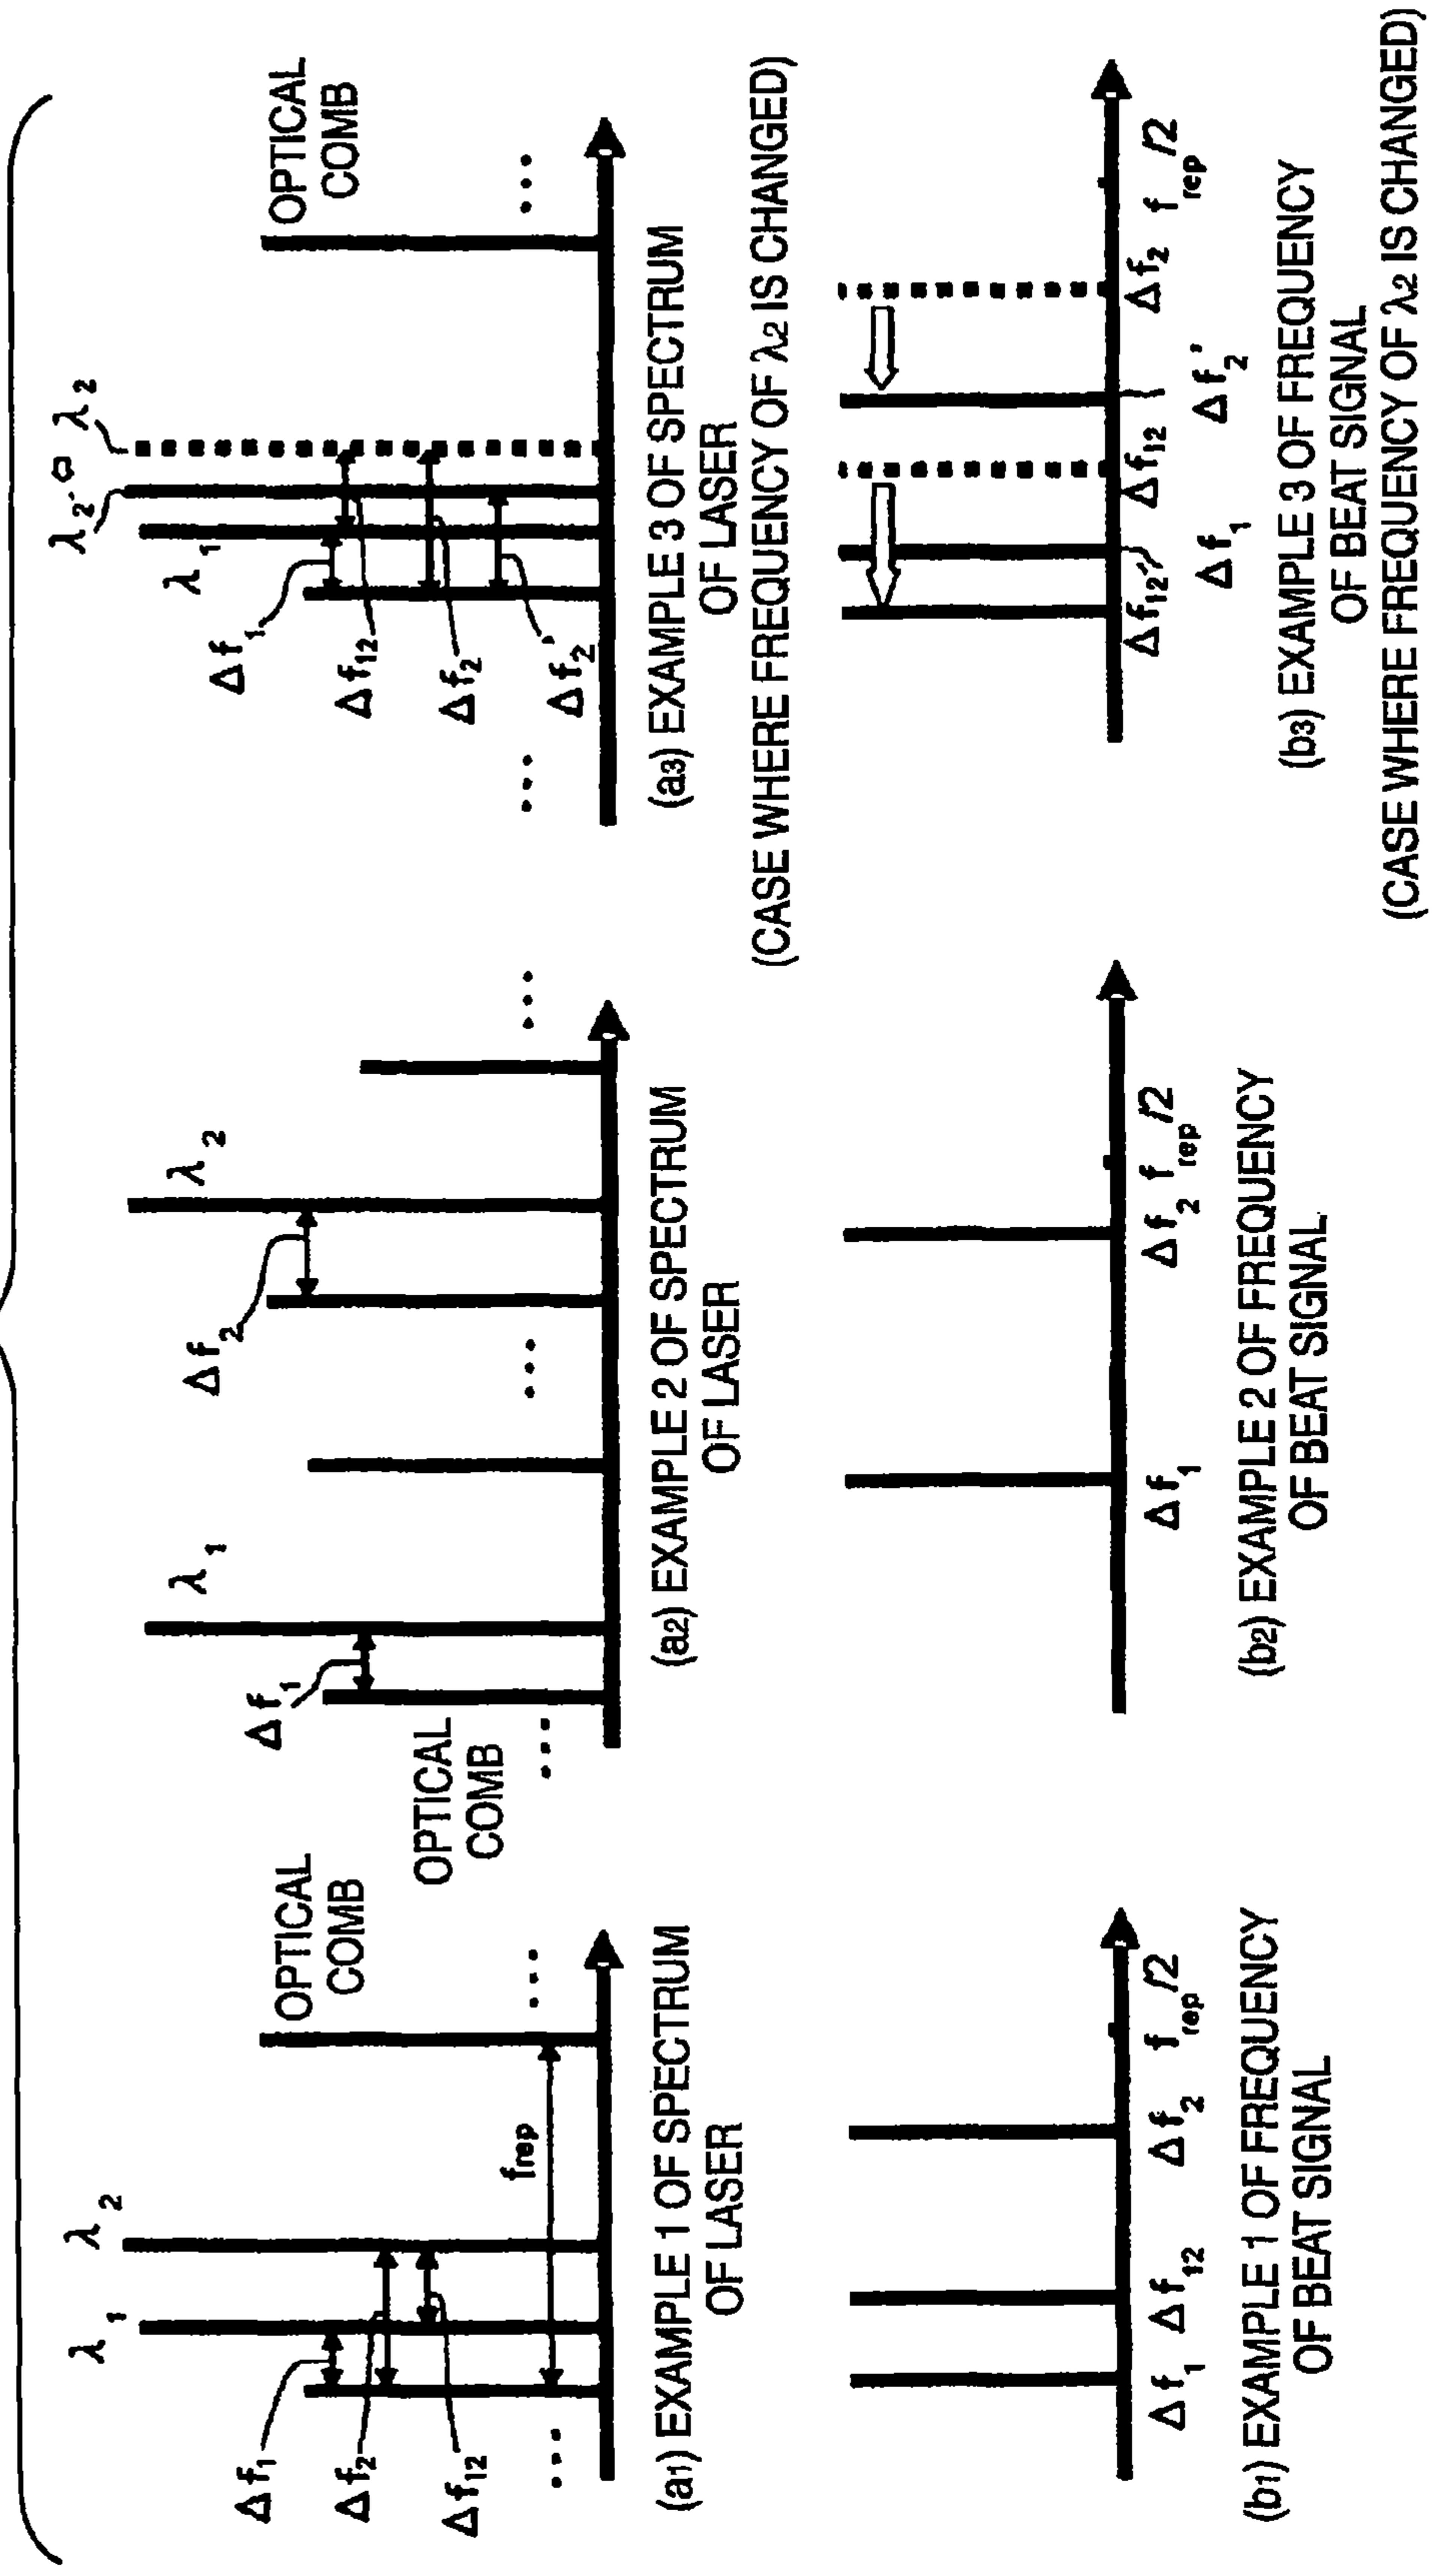 λ1
λ2
Δf1
Δf2
Δf12
frep
OPTICAL
COMB
...
...
(a1) EXAMPLE 1 OF SPECTRUM
OF LASER
Δf1
Δf12
Δf2
frep/2
(b1) EXAMPLE 1 OF FREQUENCY
OF BEAT SIGNAL
λ1
λ2
Δf1
Δf2
OPTICAL
COMB
...
...
...
(a2) EXAMPLE 2 OF SPECTRUM
OF LASER
Δf1
Δf2
frep/2
(b2) EXAMPLE 2 OF FREQUENCY
OF BEAT SIGNAL
λ2'
λ2
λ1
Δf1
Δf12
Δf2
Δf2'
OPTICAL
COMB
...
...
(a3) EXAMPLE 3 OF SPECTRUM
OF LASER
(CASE WHERE FREQUENCY OF λ2 IS CHANGED)
Δf12'
Δf1
Δf12
Δf2'
Δf2
frep/2
(b3) EXAMPLE 3 OF FREQUENCY
OF BEAT SIGNAL
(CASE WHERE FREQUENCY OF λ2 IS CHANGED)